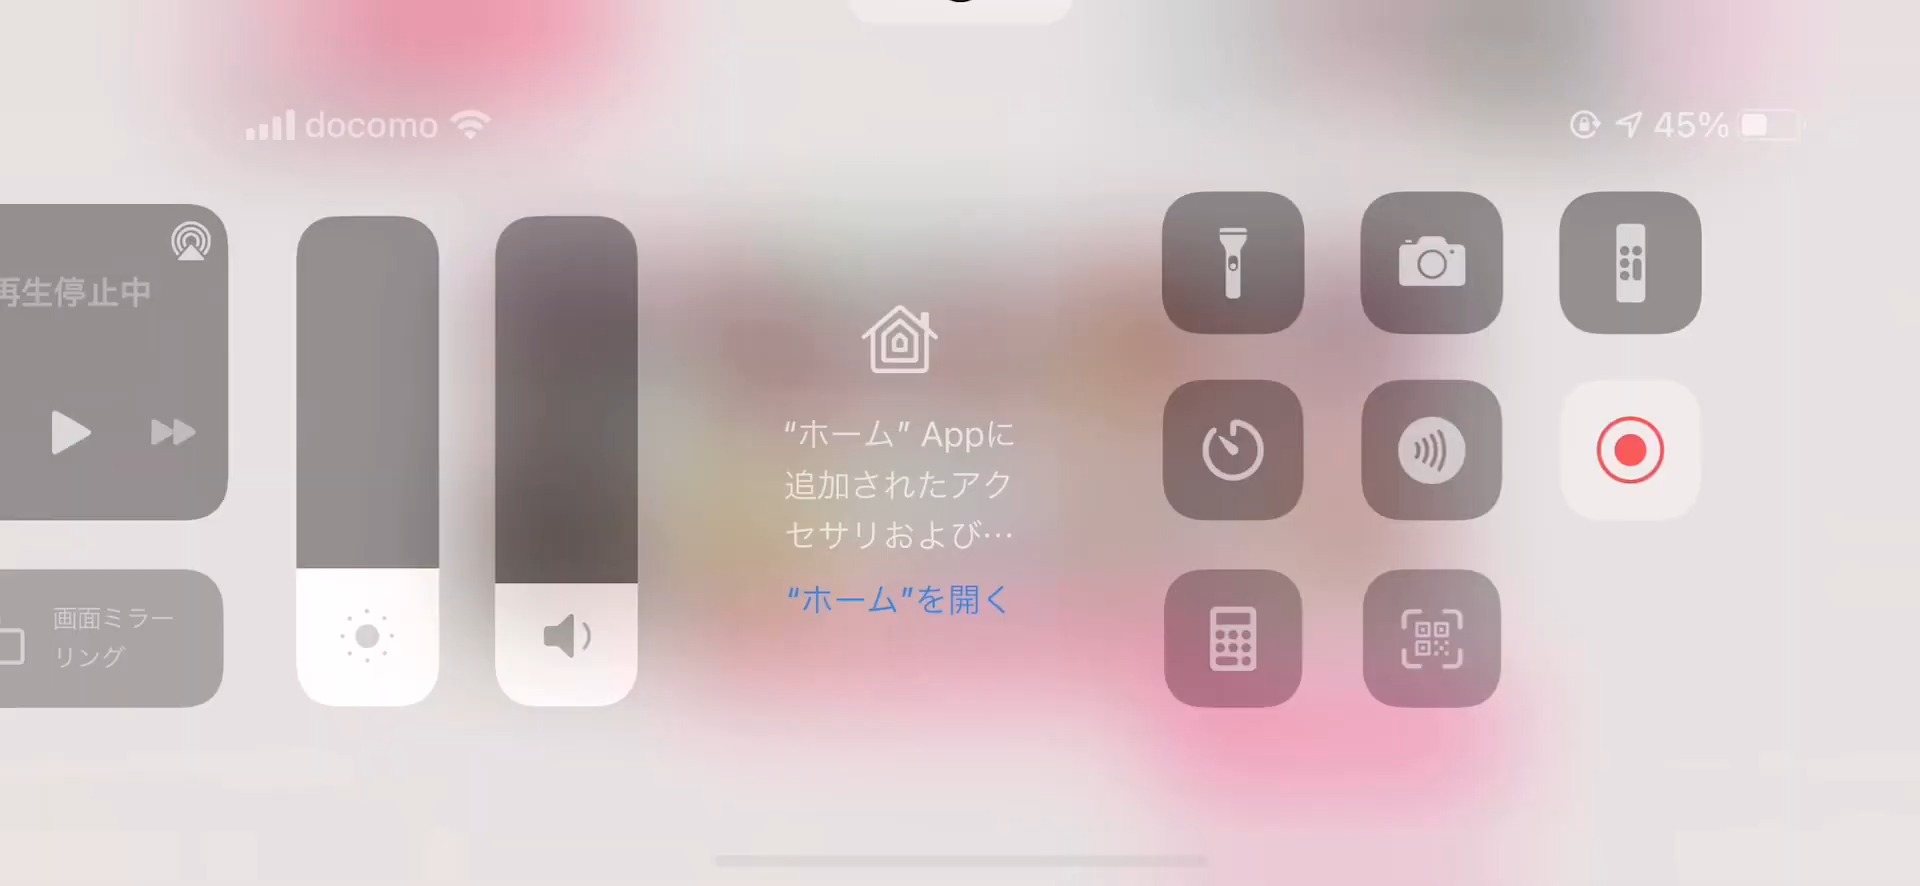 docomo
45%
再生停止中
画面ミラー
リング
“ホーム” Appに
追加されたアク
セサリおよび…
“ホーム”を開く